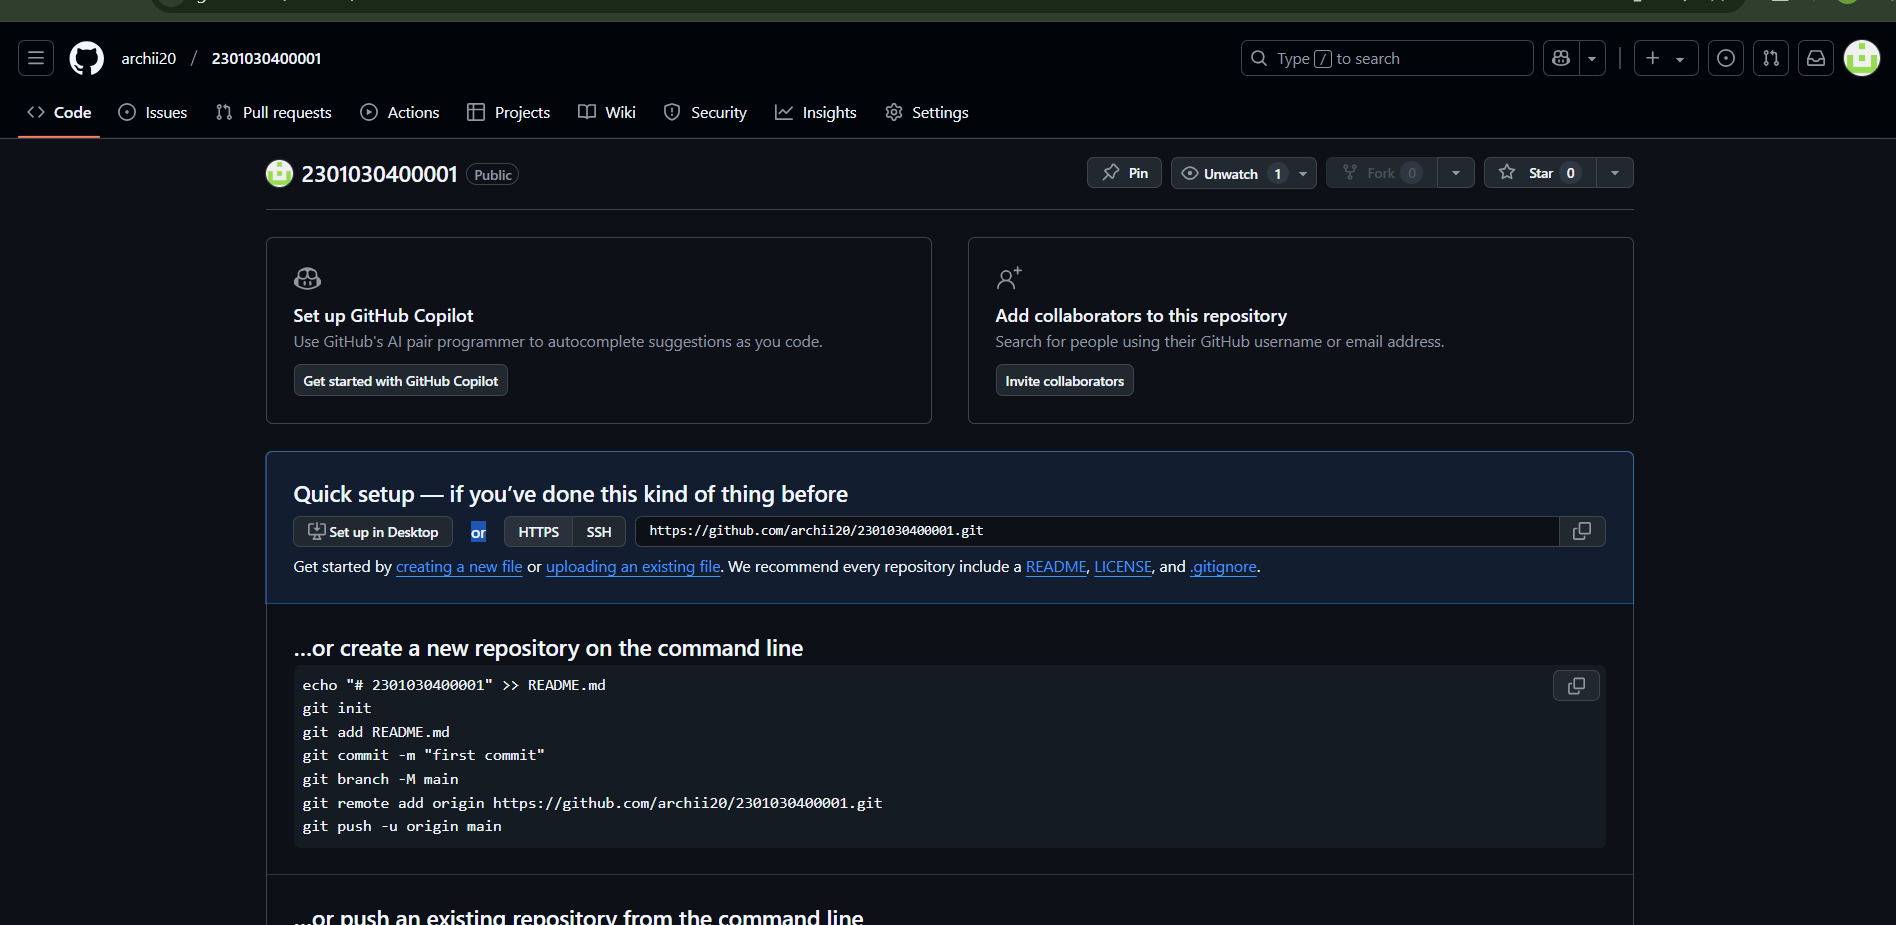 archii20 / 2301030400001
Type / to search
Code Issues Pull requests Actions Projects Wiki Security Insights Settings
2301030400001 Public
Pin Unwatch 1 Fork 0 Star 0
Set up GitHub Copilot
Use GitHub's AI pair programmer to autocomplete suggestions as you code.
Get started with GitHub Copilot
Add collaborators to this repository
Search for people using their GitHub username or email address.
Invite collaborators
Quick setup — if you’ve done this kind of thing before
Set up in Desktop or HTTPS SSH https://github.com/archii20/2301030400001.git
Get started by creating a new file or uploading an existing file. We recommend every repository include a README, LICENSE, and .gitignore.
…or create a new repository on the command line
echo "# 2301030400001" >> README.md
git init
git add README.md
git commit -m "first commit"
git branch -M main
git remote add origin https://github.com/archii20/2301030400001.git
git push -u origin main
…or push an existing repository from the command line